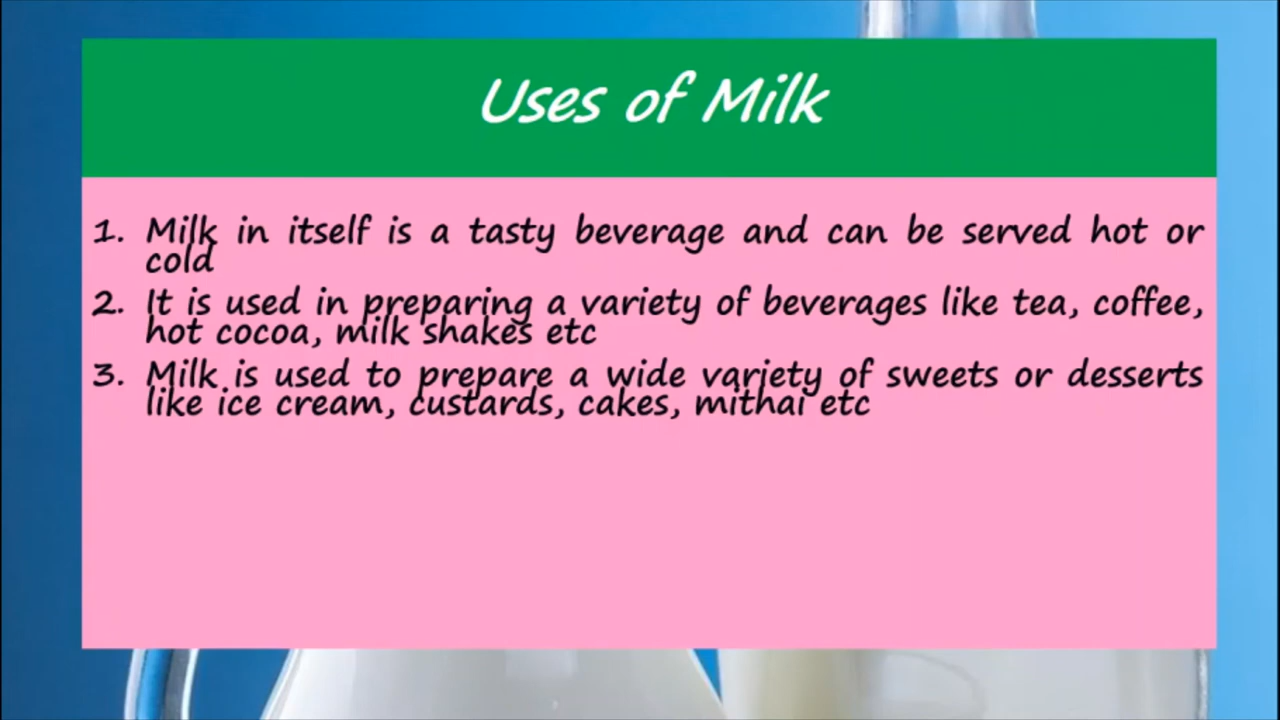 Uses of Milk
1. Milk in itself is a tasty beverage and can be served hot or
cold
2. It is used in preparing a variety of beverages like tea, coffee,
hot cocoa, milk shakes etc
3. Milk is used to prepare a wide variety of sweets or desserts
like ice cream, custards, cakes, mithai etc